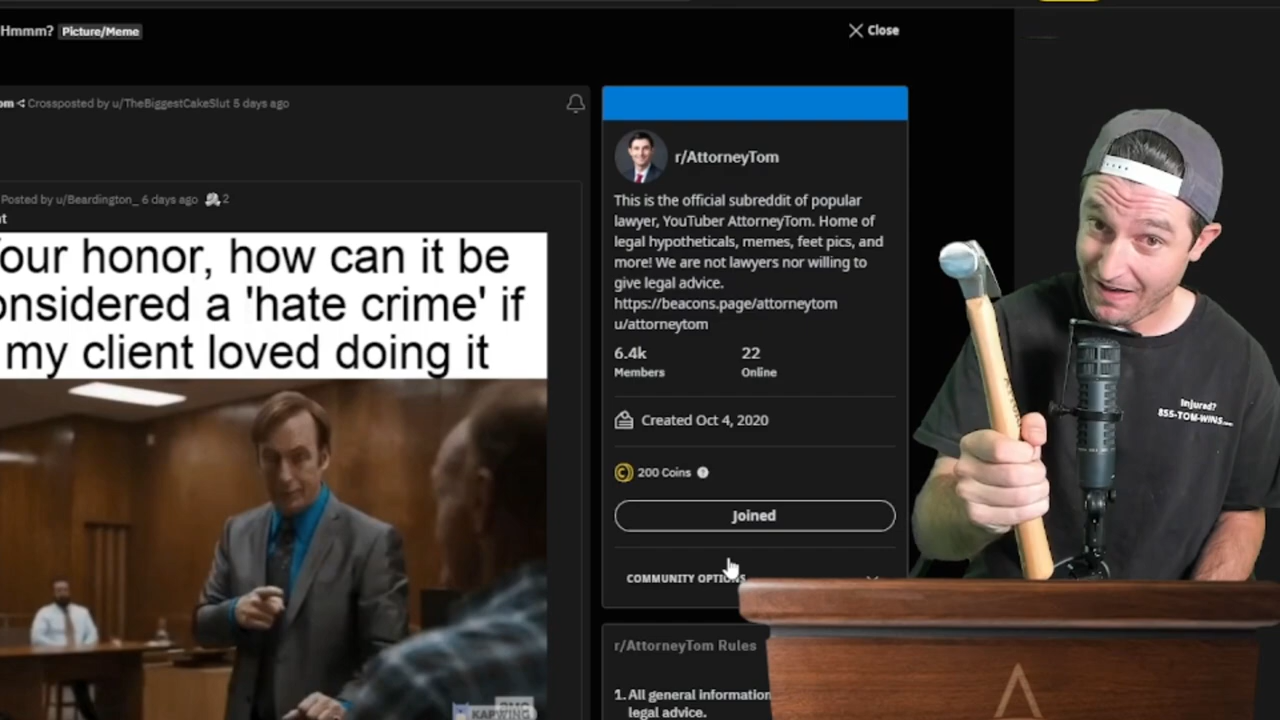 Hmmm? Picture/Meme
Close
om Crossposted by u/TheBiggestCakeSlut 5 days ago
Posted by u/Beardington_ 6 days ago 2
t
our honor, how can it be
onsidered a 'hate crime' if
my client loved doing it
KAPWING
r/AttorneyTom
This is the official subreddit of popular
lawyer, YouTuber AttorneyTom. Home of
legal hypotheticals, memes, feet pics, and
more! We are not lawyers nor willing to
give legal advice.
https://beacons.page/attorneytom
u/attorneytom
6.4k 22
Members Online
Created Oct 4, 2020
200 Coins
Joined
COMMUNITY OPTIONS
r/AttorneyTom Rules
1. All general information
legal advice.
Injured?
855-TOM-WINS